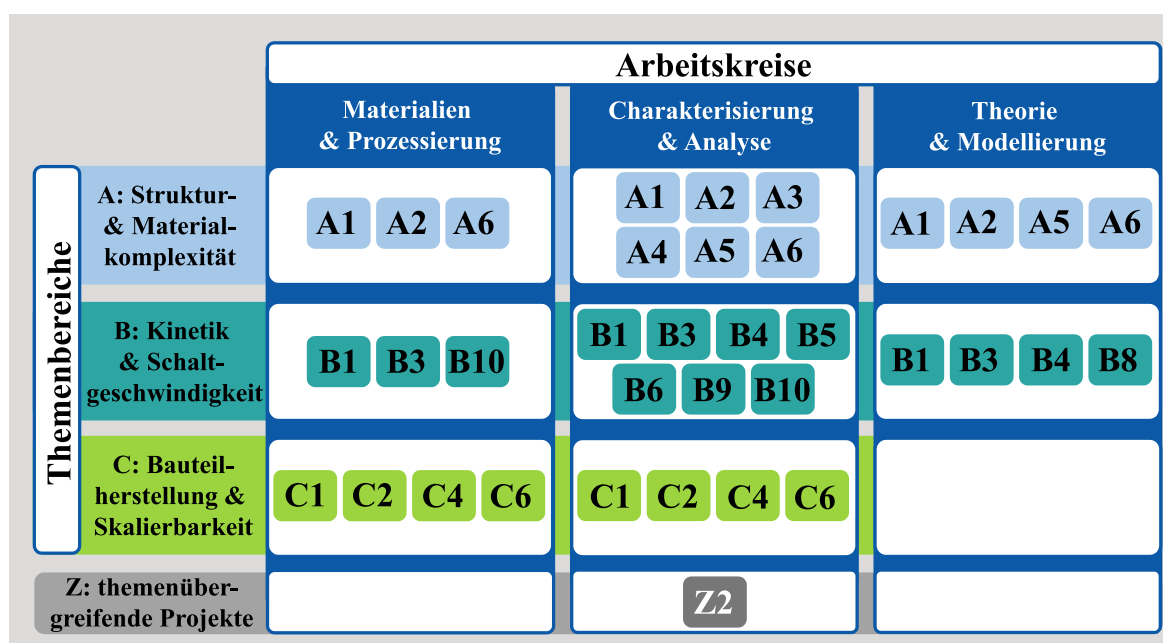 Arbeitskreise
Materialien
& Prozessierung
Charakterisierung
& Analyse
Theorie
& Modellierung
Themenbereiche
A: Struktur-
& Material-
komplexität
A1 A2 A6
A1 A2 A3
A4 A5 A6
A1 A2 A5 A6
B: Kinetik
& Schalt-
geschwindigkeit
B1 B3 B10
B1 B3 B4 B5
B6 B9 B10
B1 B3 B4 B8
C: Bauteil-
herstellung &
Skalierbarkeit
C1 C2 C4 C6
C1 C2 C4 C6
Z: themenüber-
greifende Projekte
Z2